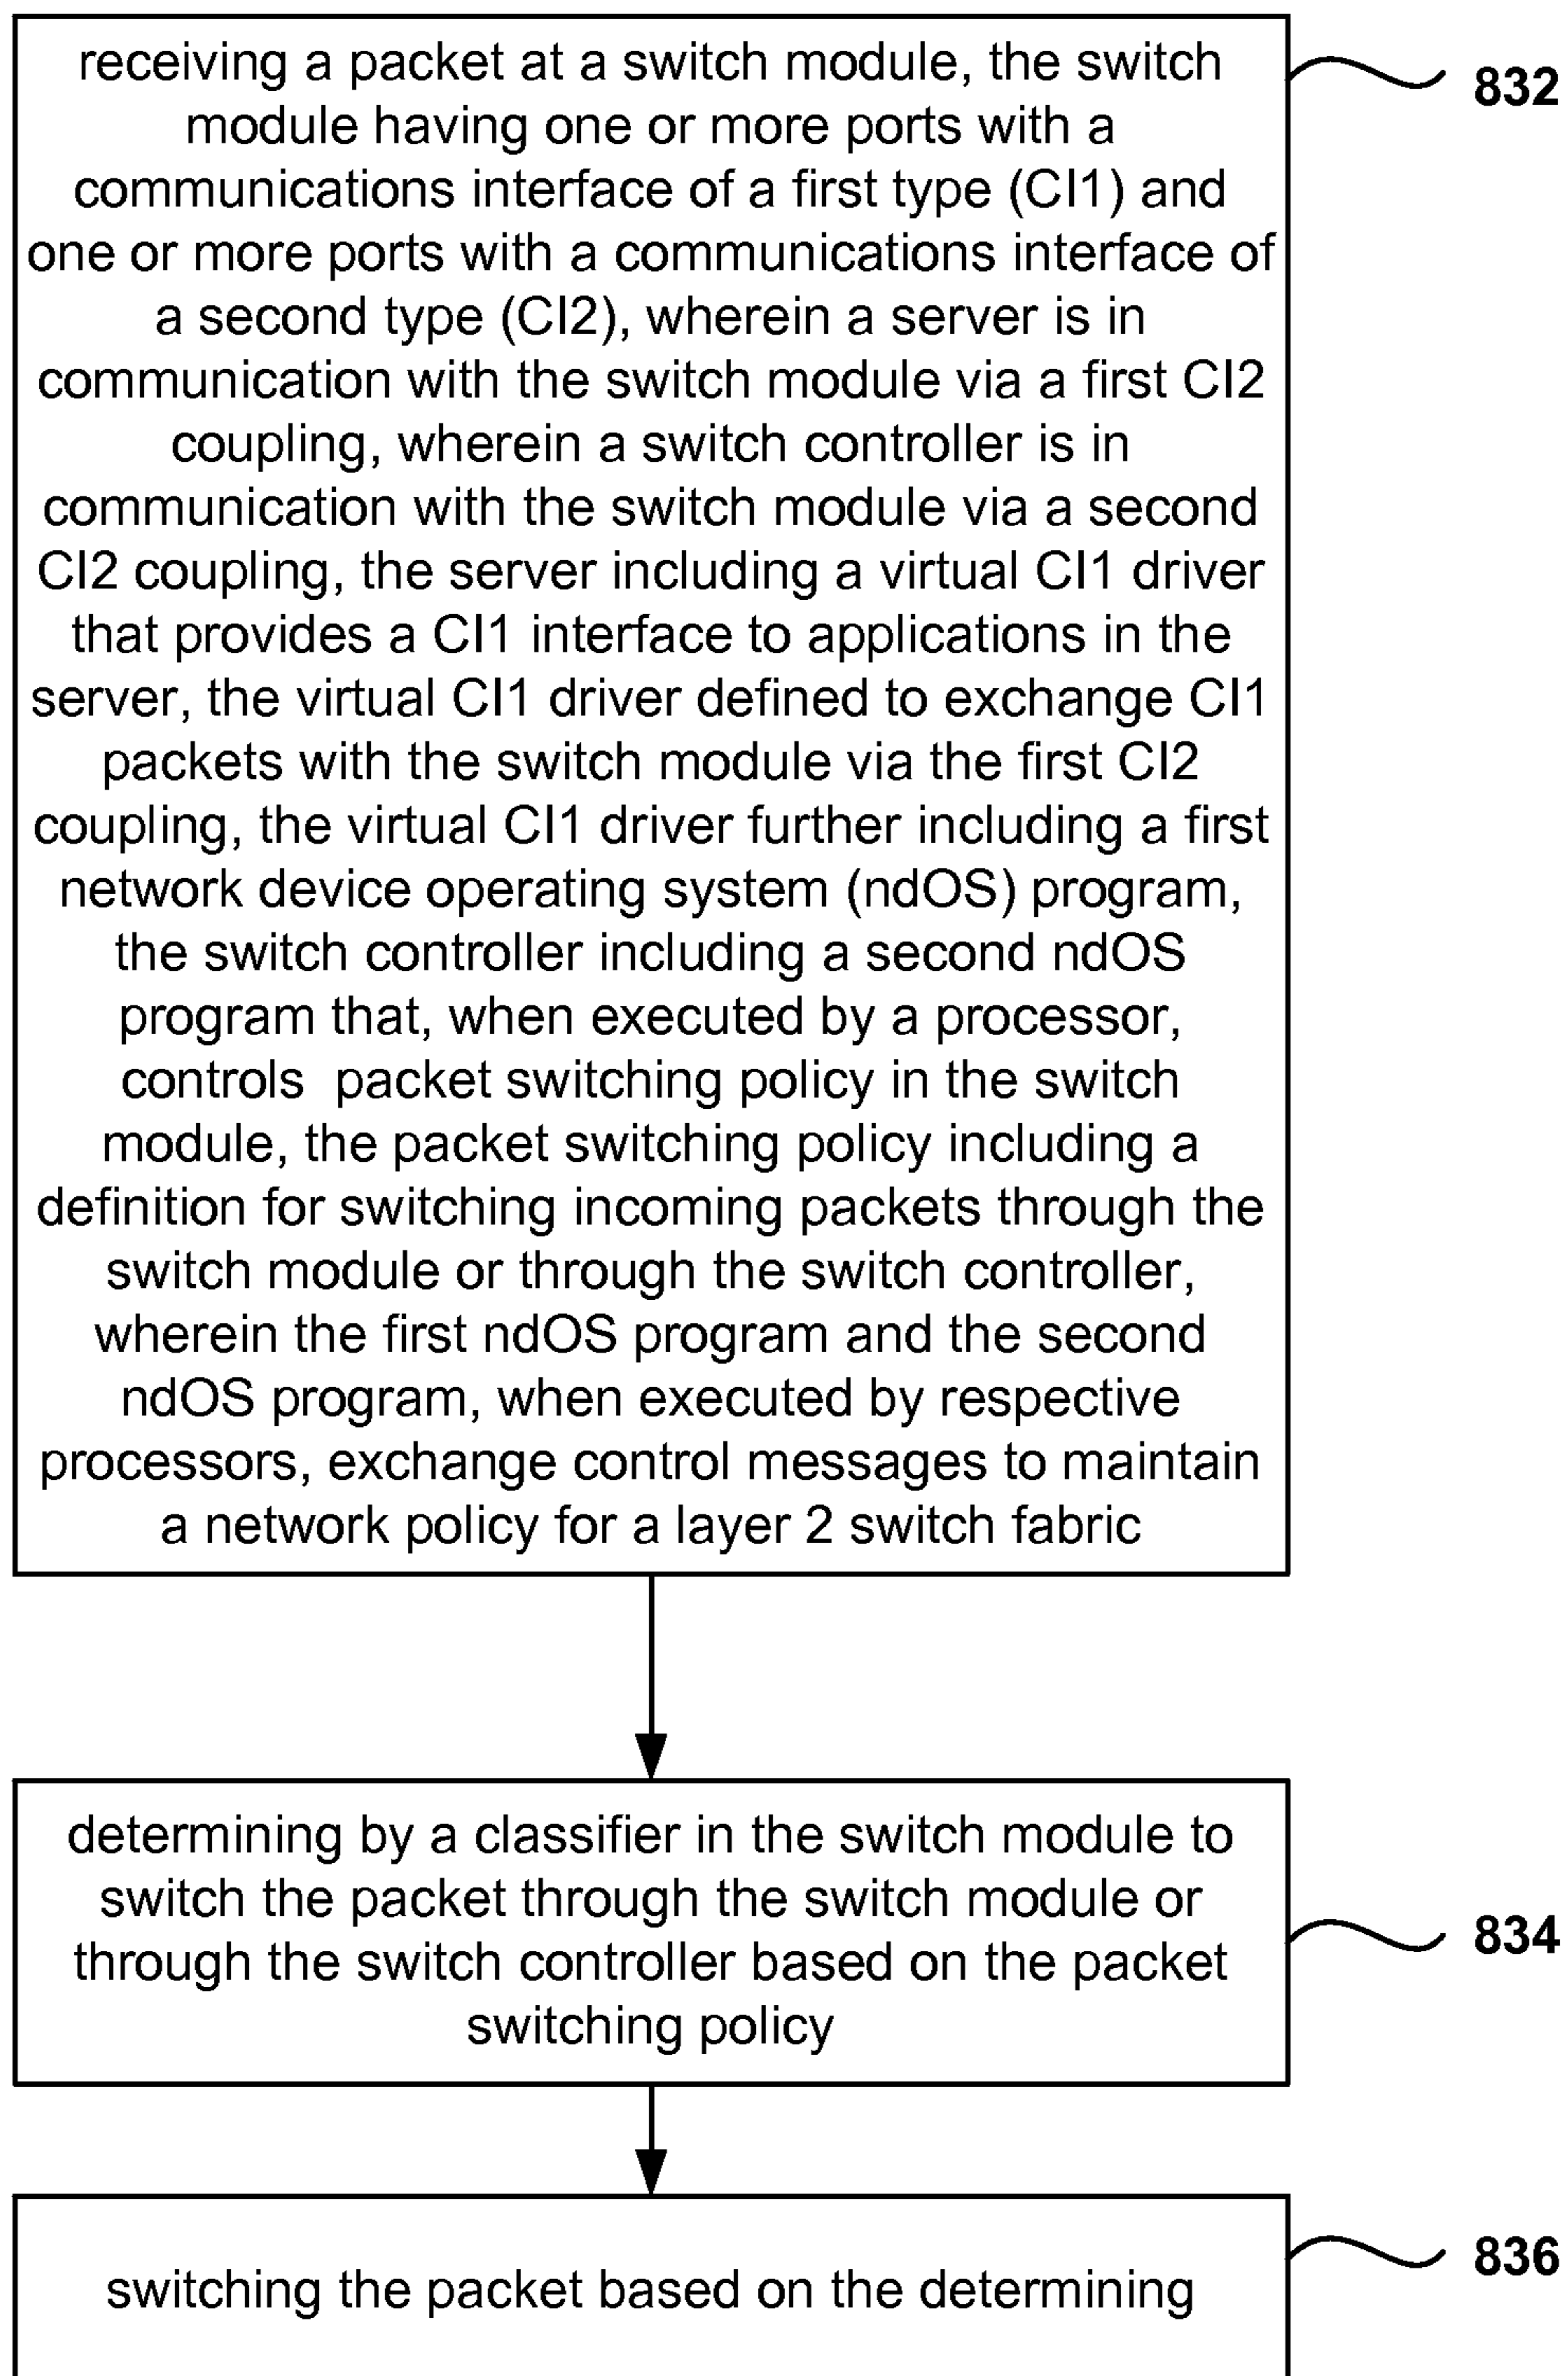 receiving a packet at a switch module, the switch
832
module having one or more ports with a
communications interface of a first type (CI1) and
one or more ports with a communications interface of
a second type (CI2), wherein a server is in
communication with the switch module via a first CI2
coupling, wherein a switch controller is in
communication with the switch module via a second
CI2 coupling, the server including a virtual CI1 driver
that provides a CI1 interface to applications in the
server, the virtual CI1 driver defined to exchange CI1
packets with the switch module via the first CI2
coupling, the virtual CI1 driver further including a first
network device operating system (ndOS) program,
the switch controller including a second ndOS
program that, when executed by a processor,
controls  packet switching policy in the switch
module, the packet switching policy including a
definition for switching incoming packets through the
switch module or through the switch controller,
wherein the first ndOS program and the second
ndOS program, when executed by respective
processors, exchange control messages to maintain
a network policy for a layer 2 switch fabric
determining by a classifier in the switch module to
switch the packet through the switch module or
through the switch controller based on the packet
switching policy
834
switching the packet based on the determining
836